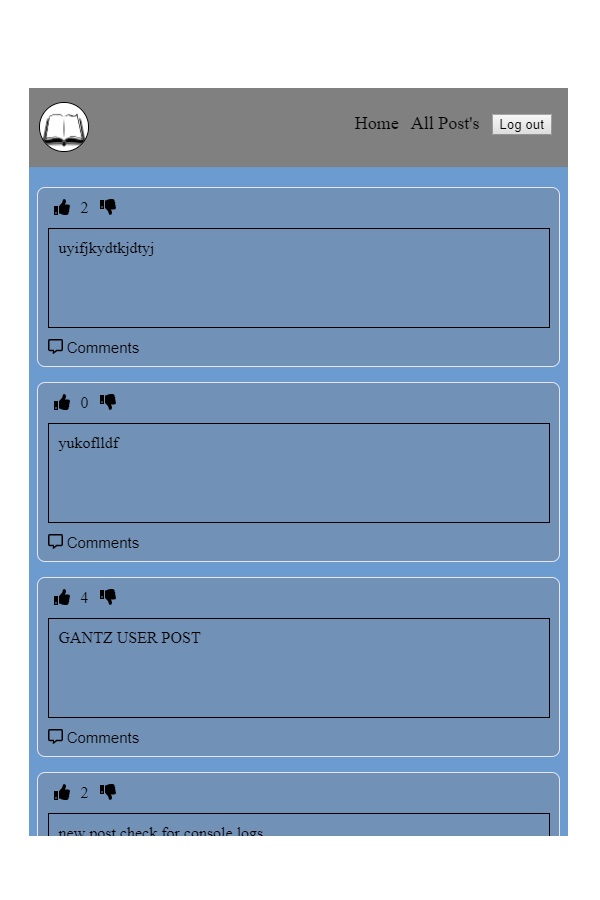 Home All Post's Log out
2
uyifjkydtkjdtyj
Comments
0
yukoflldf
Comments
4
GANTZ USER POST
Comments
2
new post check for console logs